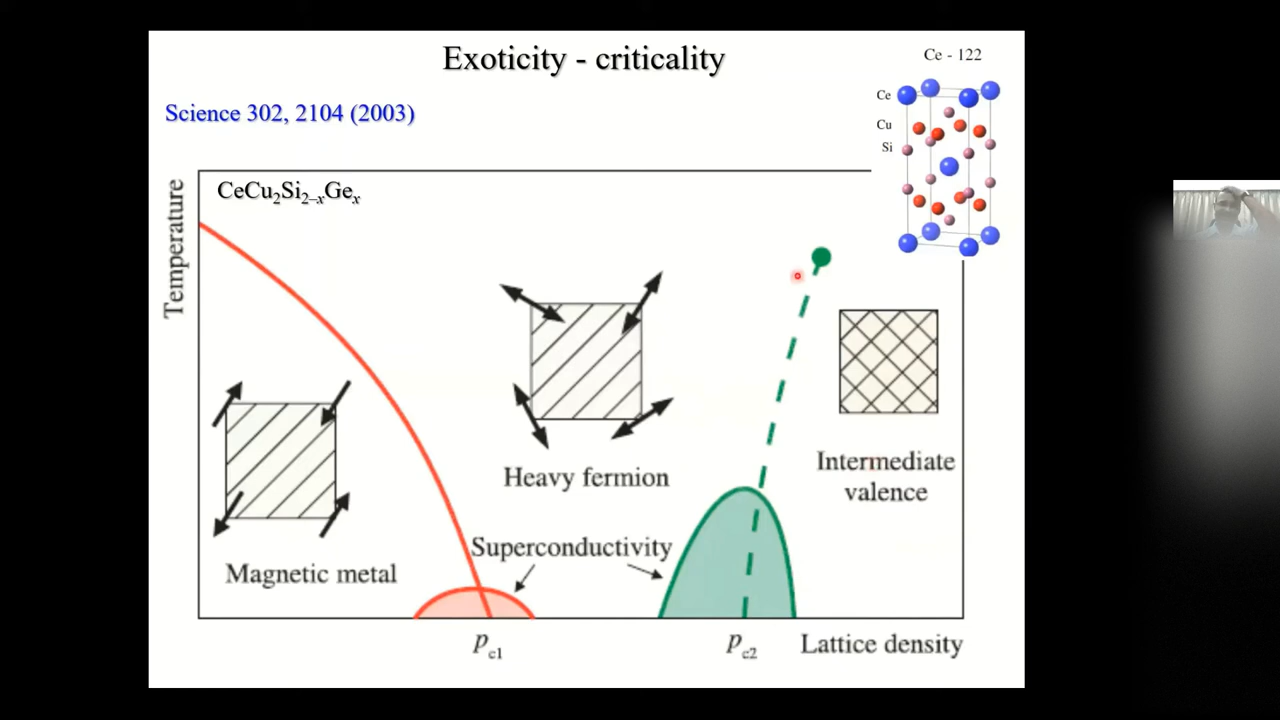 Exoticity - criticality
Ce - 122
Science 302, 2104 (2003)
Ce
Cu
Si
CeCu₂Si₂₋ₓGeₓ
Temperature
Heavy fermion
Intermediate
valence
Superconductivity
Magnetic metal
P_c1
P_c2
Lattice density